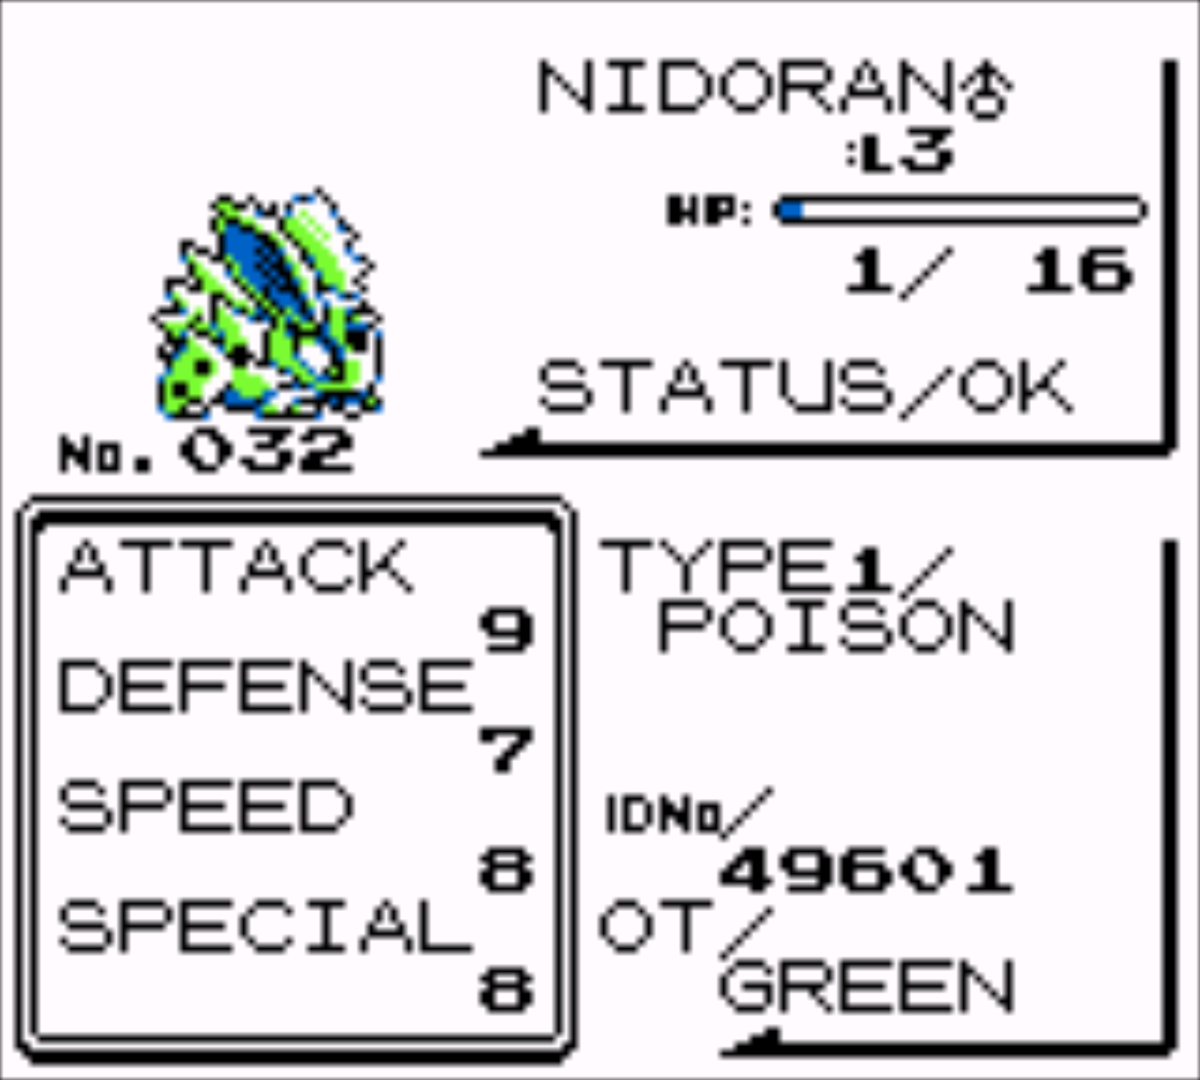 NIDORAN♂
:L3
HP:
1/ 16
STATUS/OK
No. 032
ATTACK
9
DEFENSE
7
SPEED
8
SPECIAL
8
TYPE1/
POISON
IDNo/
49601
OT/
GREEN